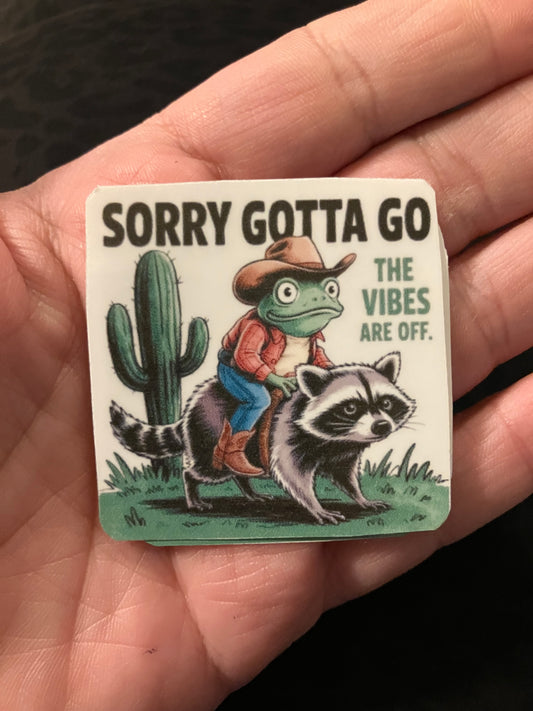 SORRY GOTTA GO
THE
VIBES
ARE OFF.